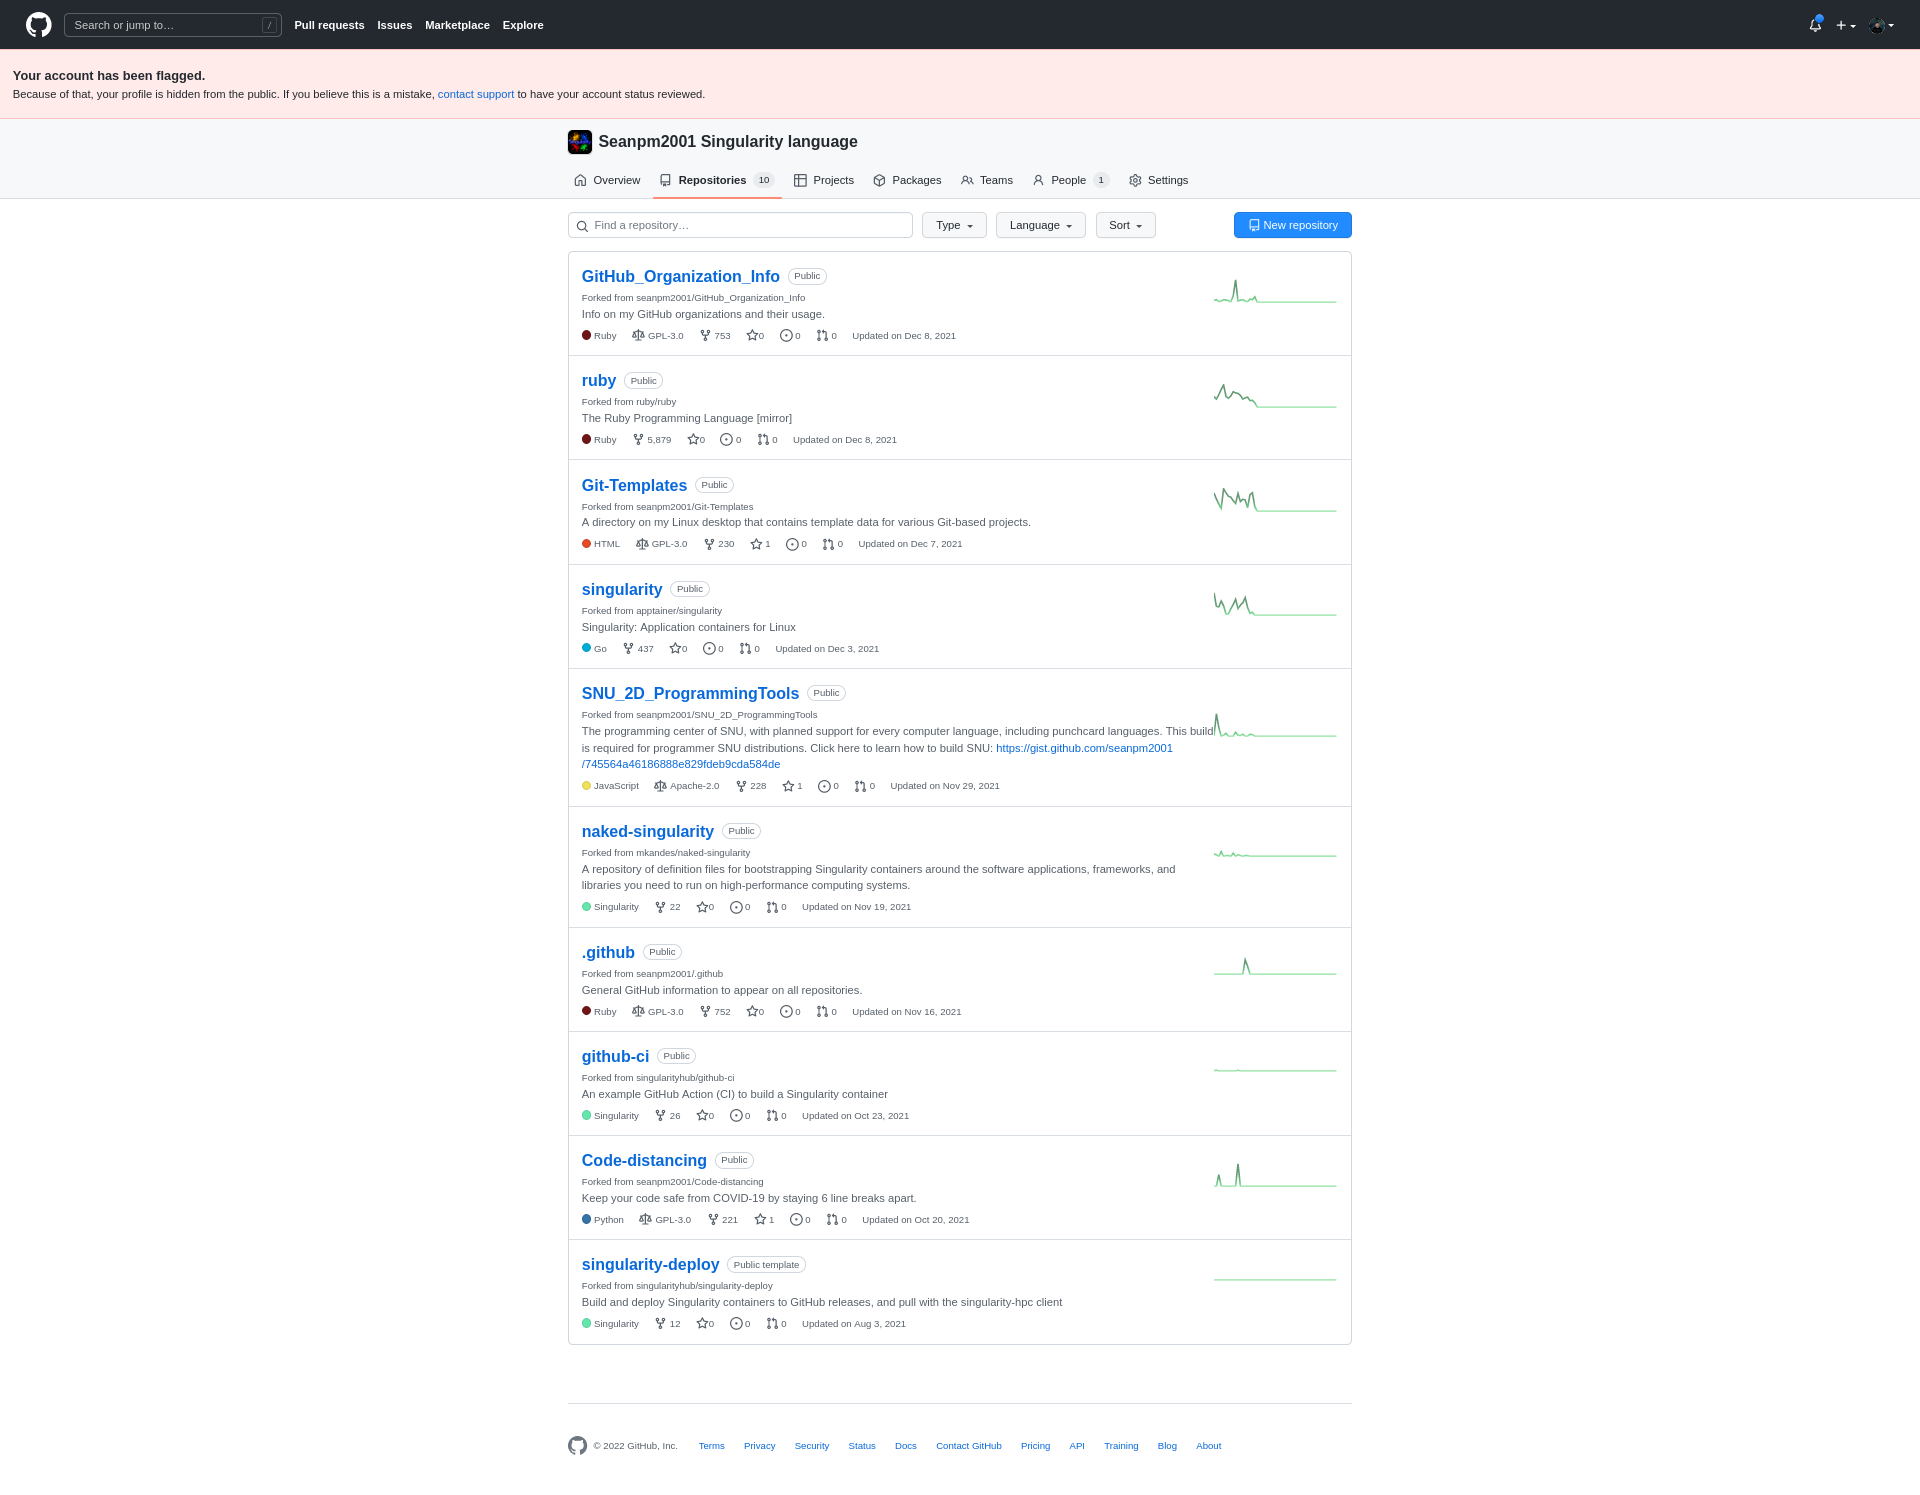 Search or jump to… /
Pull requests Issues Marketplace Explore
Your account has been flagged.
Because of that, your profile is hidden from the public. If you believe this is a mistake, contact support to have your account status reviewed.
Seanpm2001 Singularity language
Overview Repositories 10 Projects Packages Teams People 1 Settings
Find a repository… Type Language Sort New repository
GitHub_Organization_Info Public
Forked from seanpm2001/GitHub_Organization_Info
Info on my GitHub organizations and their usage.
Ruby GPL-3.0 753 0 0 0 Updated on Dec 8, 2021
ruby Public
Forked from ruby/ruby
The Ruby Programming Language [mirror]
Ruby 5,879 0 0 0 Updated on Dec 8, 2021
Git-Templates Public
Forked from seanpm2001/Git-Templates
A directory on my Linux desktop that contains template data for various Git-based projects.
HTML GPL-3.0 230 1 0 0 Updated on Dec 7, 2021
singularity Public
Forked from apptainer/singularity
Singularity: Application containers for Linux
Go 437 0 0 0 Updated on Dec 3, 2021
SNU_2D_ProgrammingTools Public
Forked from seanpm2001/SNU_2D_ProgrammingTools
The programming center of SNU, with planned support for every computer language, including punchcard languages. This build
is required for programmer SNU distributions. Click here to learn how to build SNU: https://gist.github.com/seanpm2001
/745564a46186888e829fdeb9cda584de
JavaScript Apache-2.0 228 1 0 0 Updated on Nov 29, 2021
naked-singularity Public
Forked from mkandes/naked-singularity
A repository of definition files for bootstrapping Singularity containers around the software applications, frameworks, and
libraries you need to run on high-performance computing systems.
Singularity 22 0 0 0 Updated on Nov 19, 2021
.github Public
Forked from seanpm2001/.github
General GitHub information to appear on all repositories.
Ruby GPL-3.0 752 0 0 0 Updated on Nov 16, 2021
github-ci Public
Forked from singularityhub/github-ci
An example GitHub Action (CI) to build a Singularity container
Singularity 26 0 0 0 Updated on Oct 23, 2021
Code-distancing Public
Forked from seanpm2001/Code-distancing
Keep your code safe from COVID-19 by staying 6 line breaks apart.
Python GPL-3.0 221 1 0 0 Updated on Oct 20, 2021
singularity-deploy Public template
Forked from singularityhub/singularity-deploy
Build and deploy Singularity containers to GitHub releases, and pull with the singularity-hpc client
Singularity 12 0 0 0 Updated on Aug 3, 2021
© 2022 GitHub, Inc. Terms Privacy Security Status Docs Contact GitHub Pricing API Training Blog About